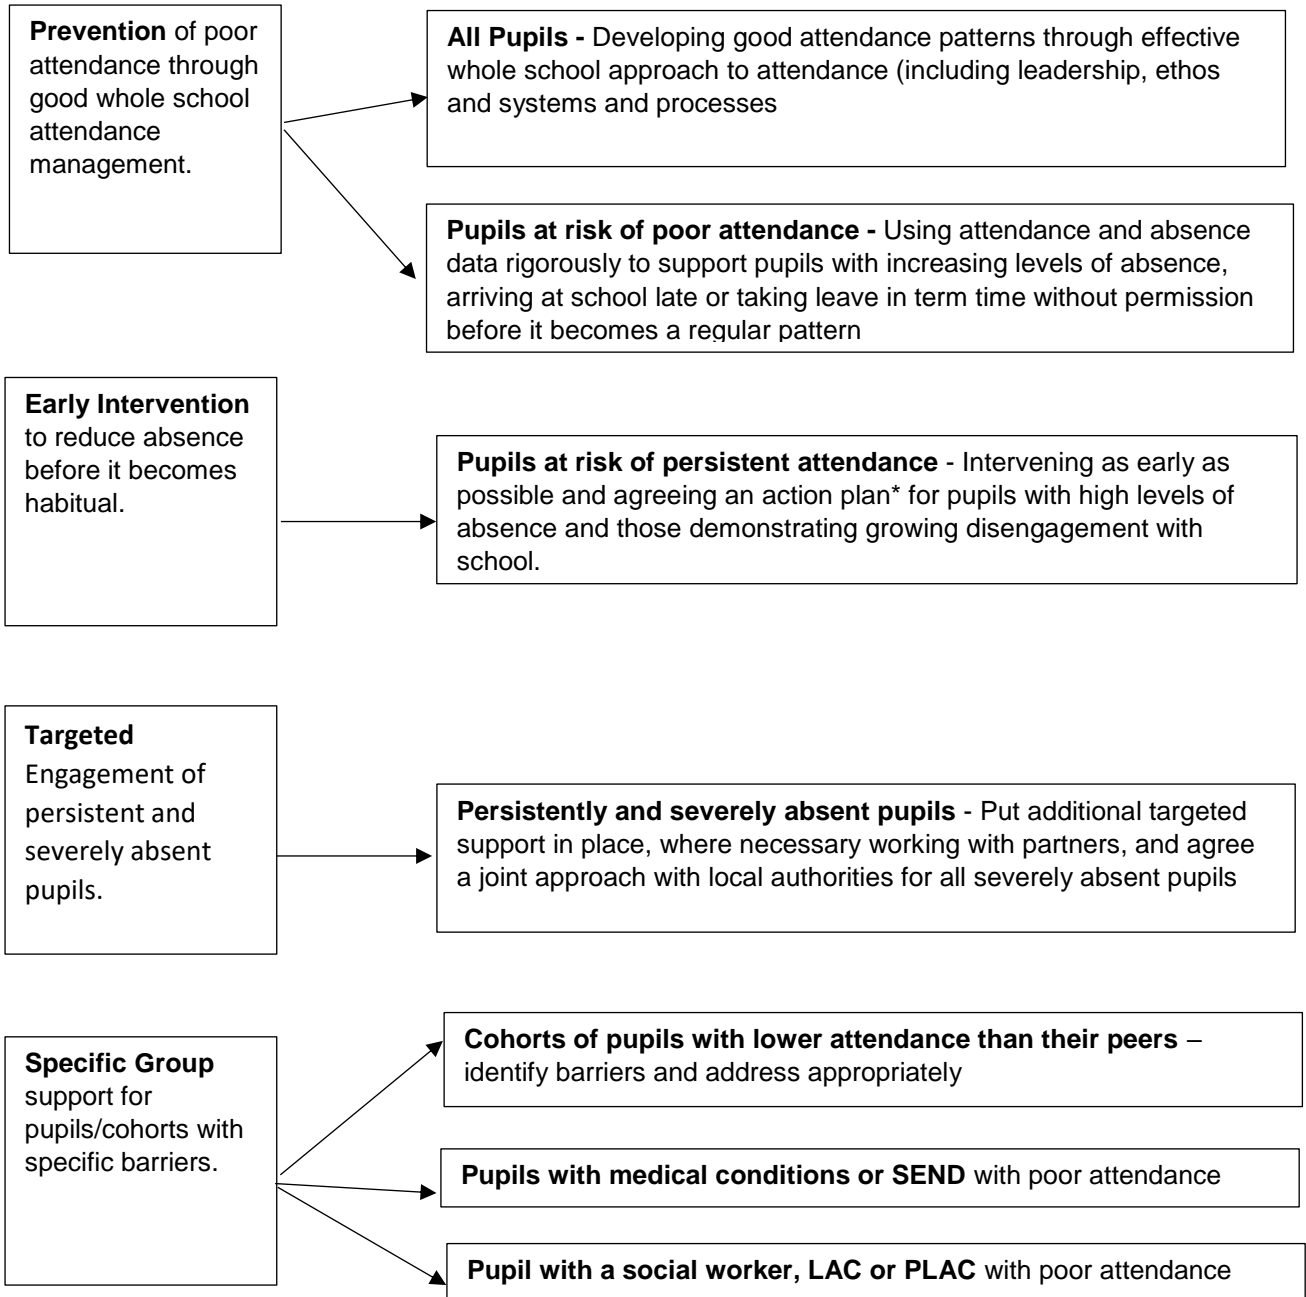 Prevention of poor
attendance through
good whole school
attendance
management.
All Pupils - Developing good attendance patterns through effective
whole school approach to attendance (including leadership, ethos
and systems and processes
Pupils at risk of poor attendance - Using attendance and absence
data rigorously to support pupils with increasing levels of absence,
arriving at school late or taking leave in term time without permission
before it becomes a regular pattern
Early Intervention
to reduce absence
before it becomes
habitual.
Pupils at risk of persistent attendance - Intervening as early as
possible and agreeing an action plan* for pupils with high levels of
absence and those demonstrating growing disengagement with
school.
Targeted
Engagement of
persistent and
severely absent
pupils.
Persistently and severely absent pupils - Put additional targeted
support in place, where necessary working with partners, and agree
a joint approach with local authorities for all severely absent pupils
Specific Group
support for
pupils/cohorts with
specific barriers.
Cohorts of pupils with lower attendance than their peers –
identify barriers and address appropriately
Pupils with medical conditions or SEND with poor attendance
Pupil with a social worker, LAC or PLAC with poor attendance